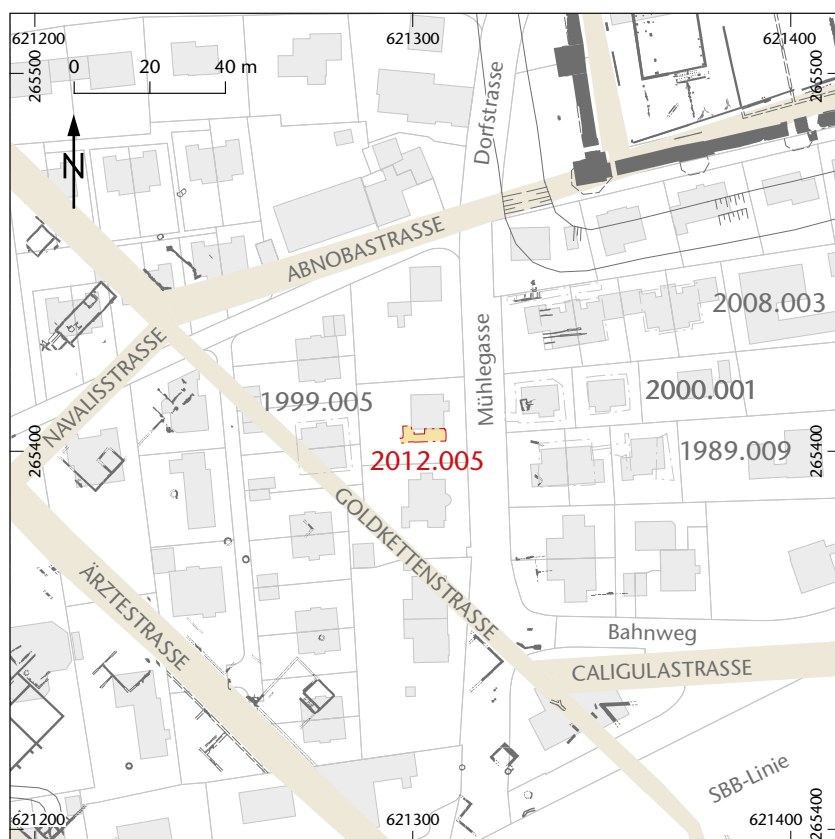 621200
621300
621400
265500
265500
0 20 40 m
N
Dorfstrasse
ABNOBASTRASSE
2008.003
Mühlegasse
NAVALISSTRASSE
1999.005
2000.001
265400
265400
2012.005
1989.009
GOLDKETTENSTRASSE
ÄRZTESTRASSE
Bahnweg
CALIGULASTRASSE
SBB-Linie
621200
621300
621400
265400